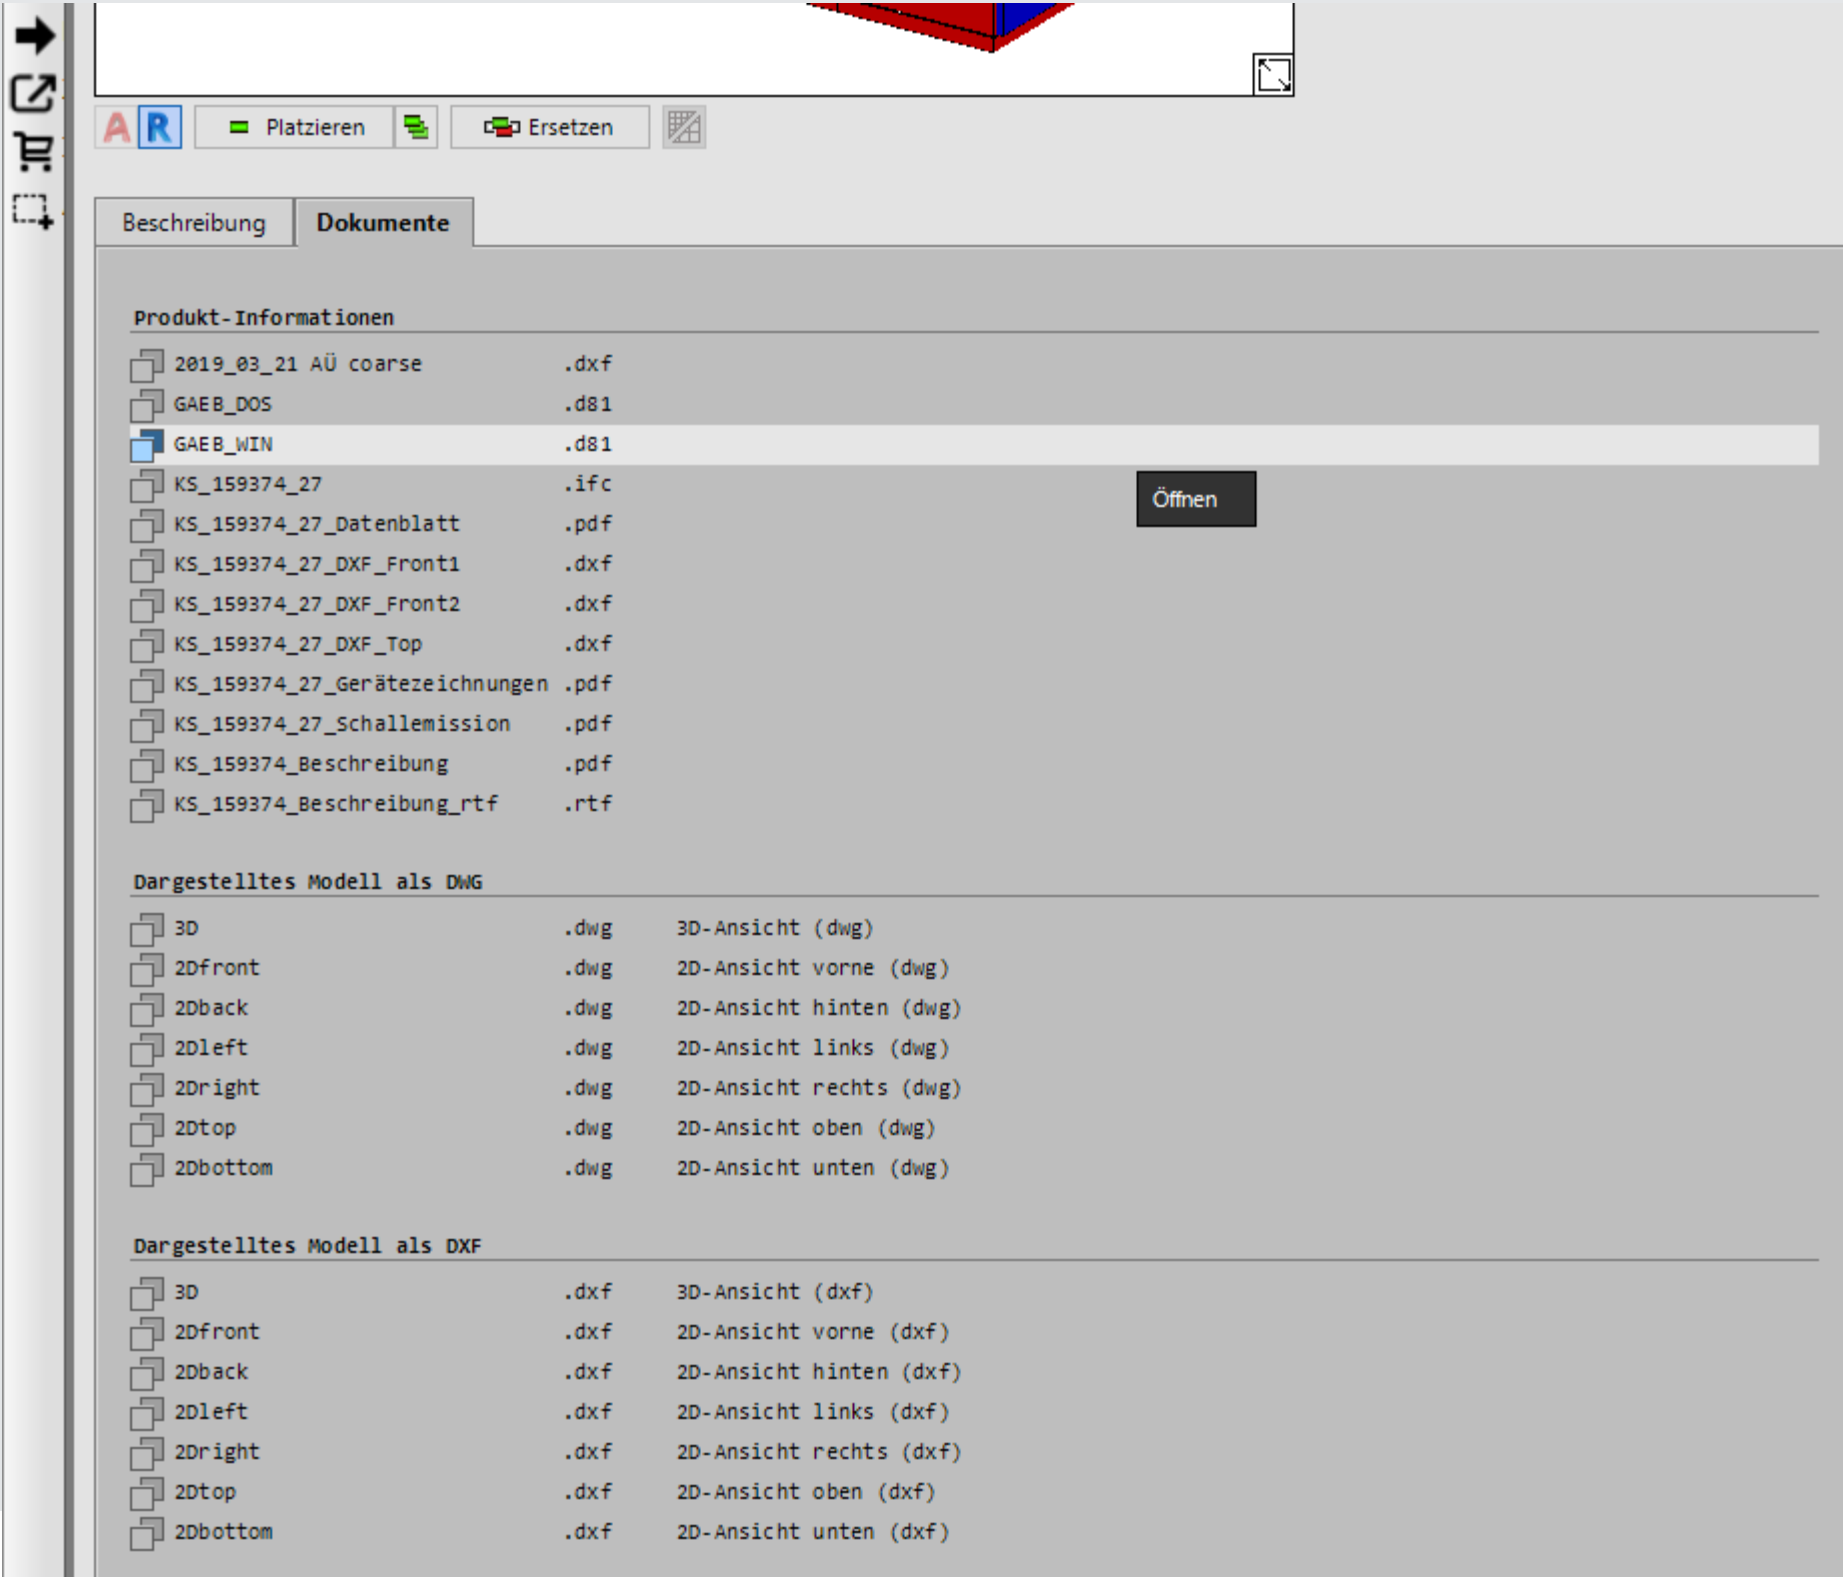 A R Platzieren Ersetzen
Beschreibung Dokumente
Produkt-Informationen
2019_03_21 AÜ coarse .dxf
GAEB_DOS .d81
GAEB_WIN .d81
KS_159374_27 .ifc
Öffnen
KS_159374_27_Datenblatt .pdf
KS_159374_27_DXF_Front1 .dxf
KS_159374_27_DXF_Front2 .dxf
KS_159374_27_DXF_Top .dxf
KS_159374_27_Gerätezeichnungen .pdf
KS_159374_27_Schallemission .pdf
KS_159374_Beschreibung .pdf
KS_159374_Beschreibung_rtf .rtf
Dargestelltes Modell als DWG
3D .dwg 3D-Ansicht (dwg)
2Dfront .dwg 2D-Ansicht vorne (dwg)
2Dback .dwg 2D-Ansicht hinten (dwg)
2Dleft .dwg 2D-Ansicht links (dwg)
2Dright .dwg 2D-Ansicht rechts (dwg)
2Dtop .dwg 2D-Ansicht oben (dwg)
2Dbottom .dwg 2D-Ansicht unten (dwg)
Dargestelltes Modell als DXF
3D .dxf 3D-Ansicht (dxf)
2Dfront .dxf 2D-Ansicht vorne (dxf)
2Dback .dxf 2D-Ansicht hinten (dxf)
2Dleft .dxf 2D-Ansicht links (dxf)
2Dright .dxf 2D-Ansicht rechts (dxf)
2Dtop .dxf 2D-Ansicht oben (dxf)
2Dbottom .dxf 2D-Ansicht unten (dxf)